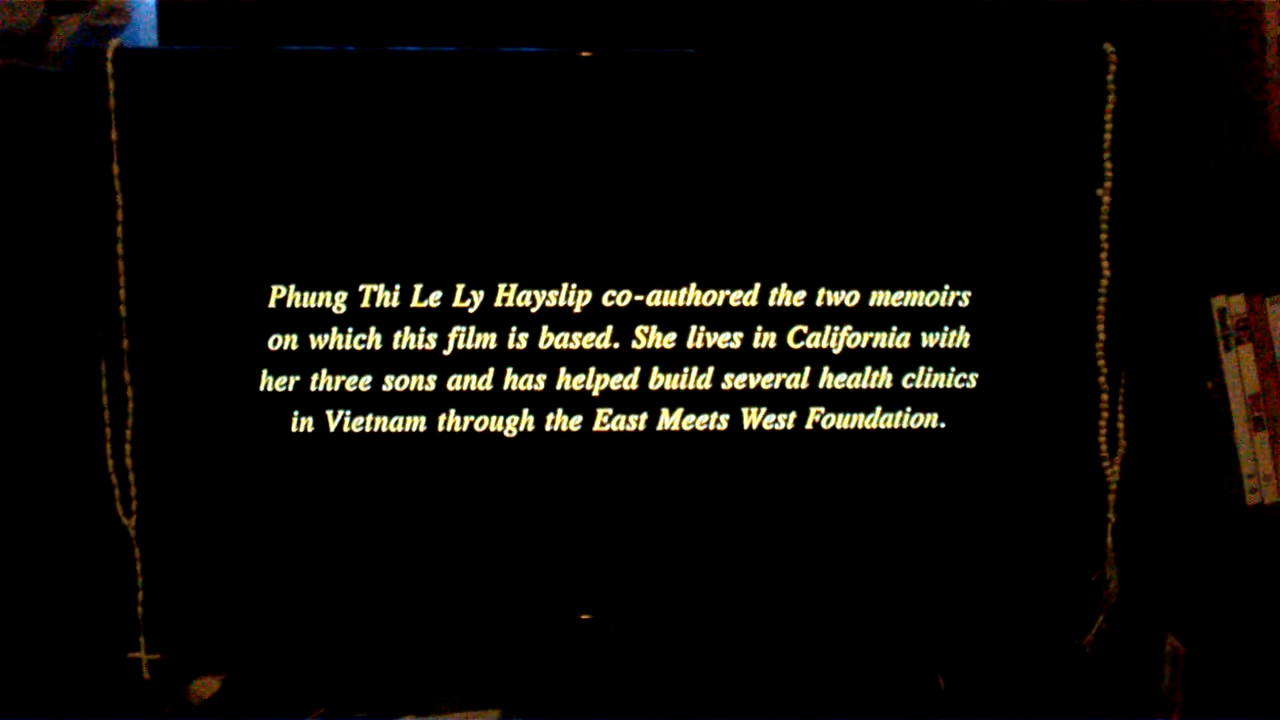 Phung Thi Le Ly Hayslip co-authored the two memoirs
on which this film is based. She lives in California with
her three sons and has helped build several health clinics
in Vietnam through the East Meets West Foundation.